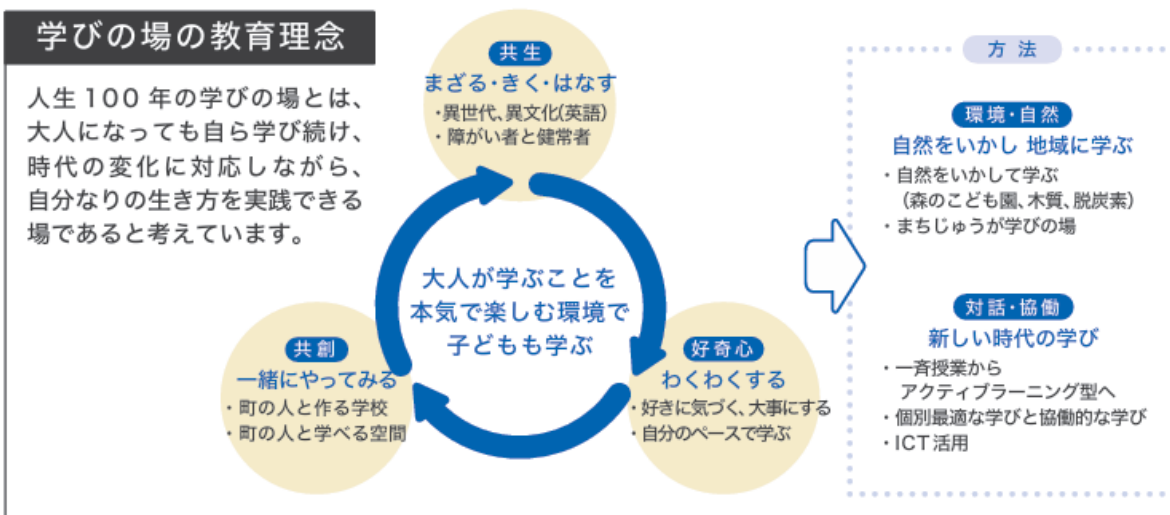 学びの場の教育理念
人生100年の学びの場とは、
大人になっても自ら学び続け、
時代の変化に対応しながら、
自分なりの生き方を実践できる
場であると考えています。
共生
まざる・きく・はなす
・異世代、異文化(英語)
・障がい者と健常者
大人が学ぶことを
本気で楽しむ環境で
子どもも学ぶ
好奇心
わくわくする
・好きに気づく、大事にする
・自分のペースで学ぶ
共創
一緒にやってみる
・町の人と作る学校
・町の人と学べる空間
方法
環境・自然
自然をいかし 地域に学ぶ
・自然をいかして学ぶ
(森のこども園、木質、脱炭素)
・まちじゅうが学びの場
対話・協働
新しい時代の学び
・一斉授業から
アクティブラーニング型へ
・個別最適な学びと協働的な学び
・ICT活用